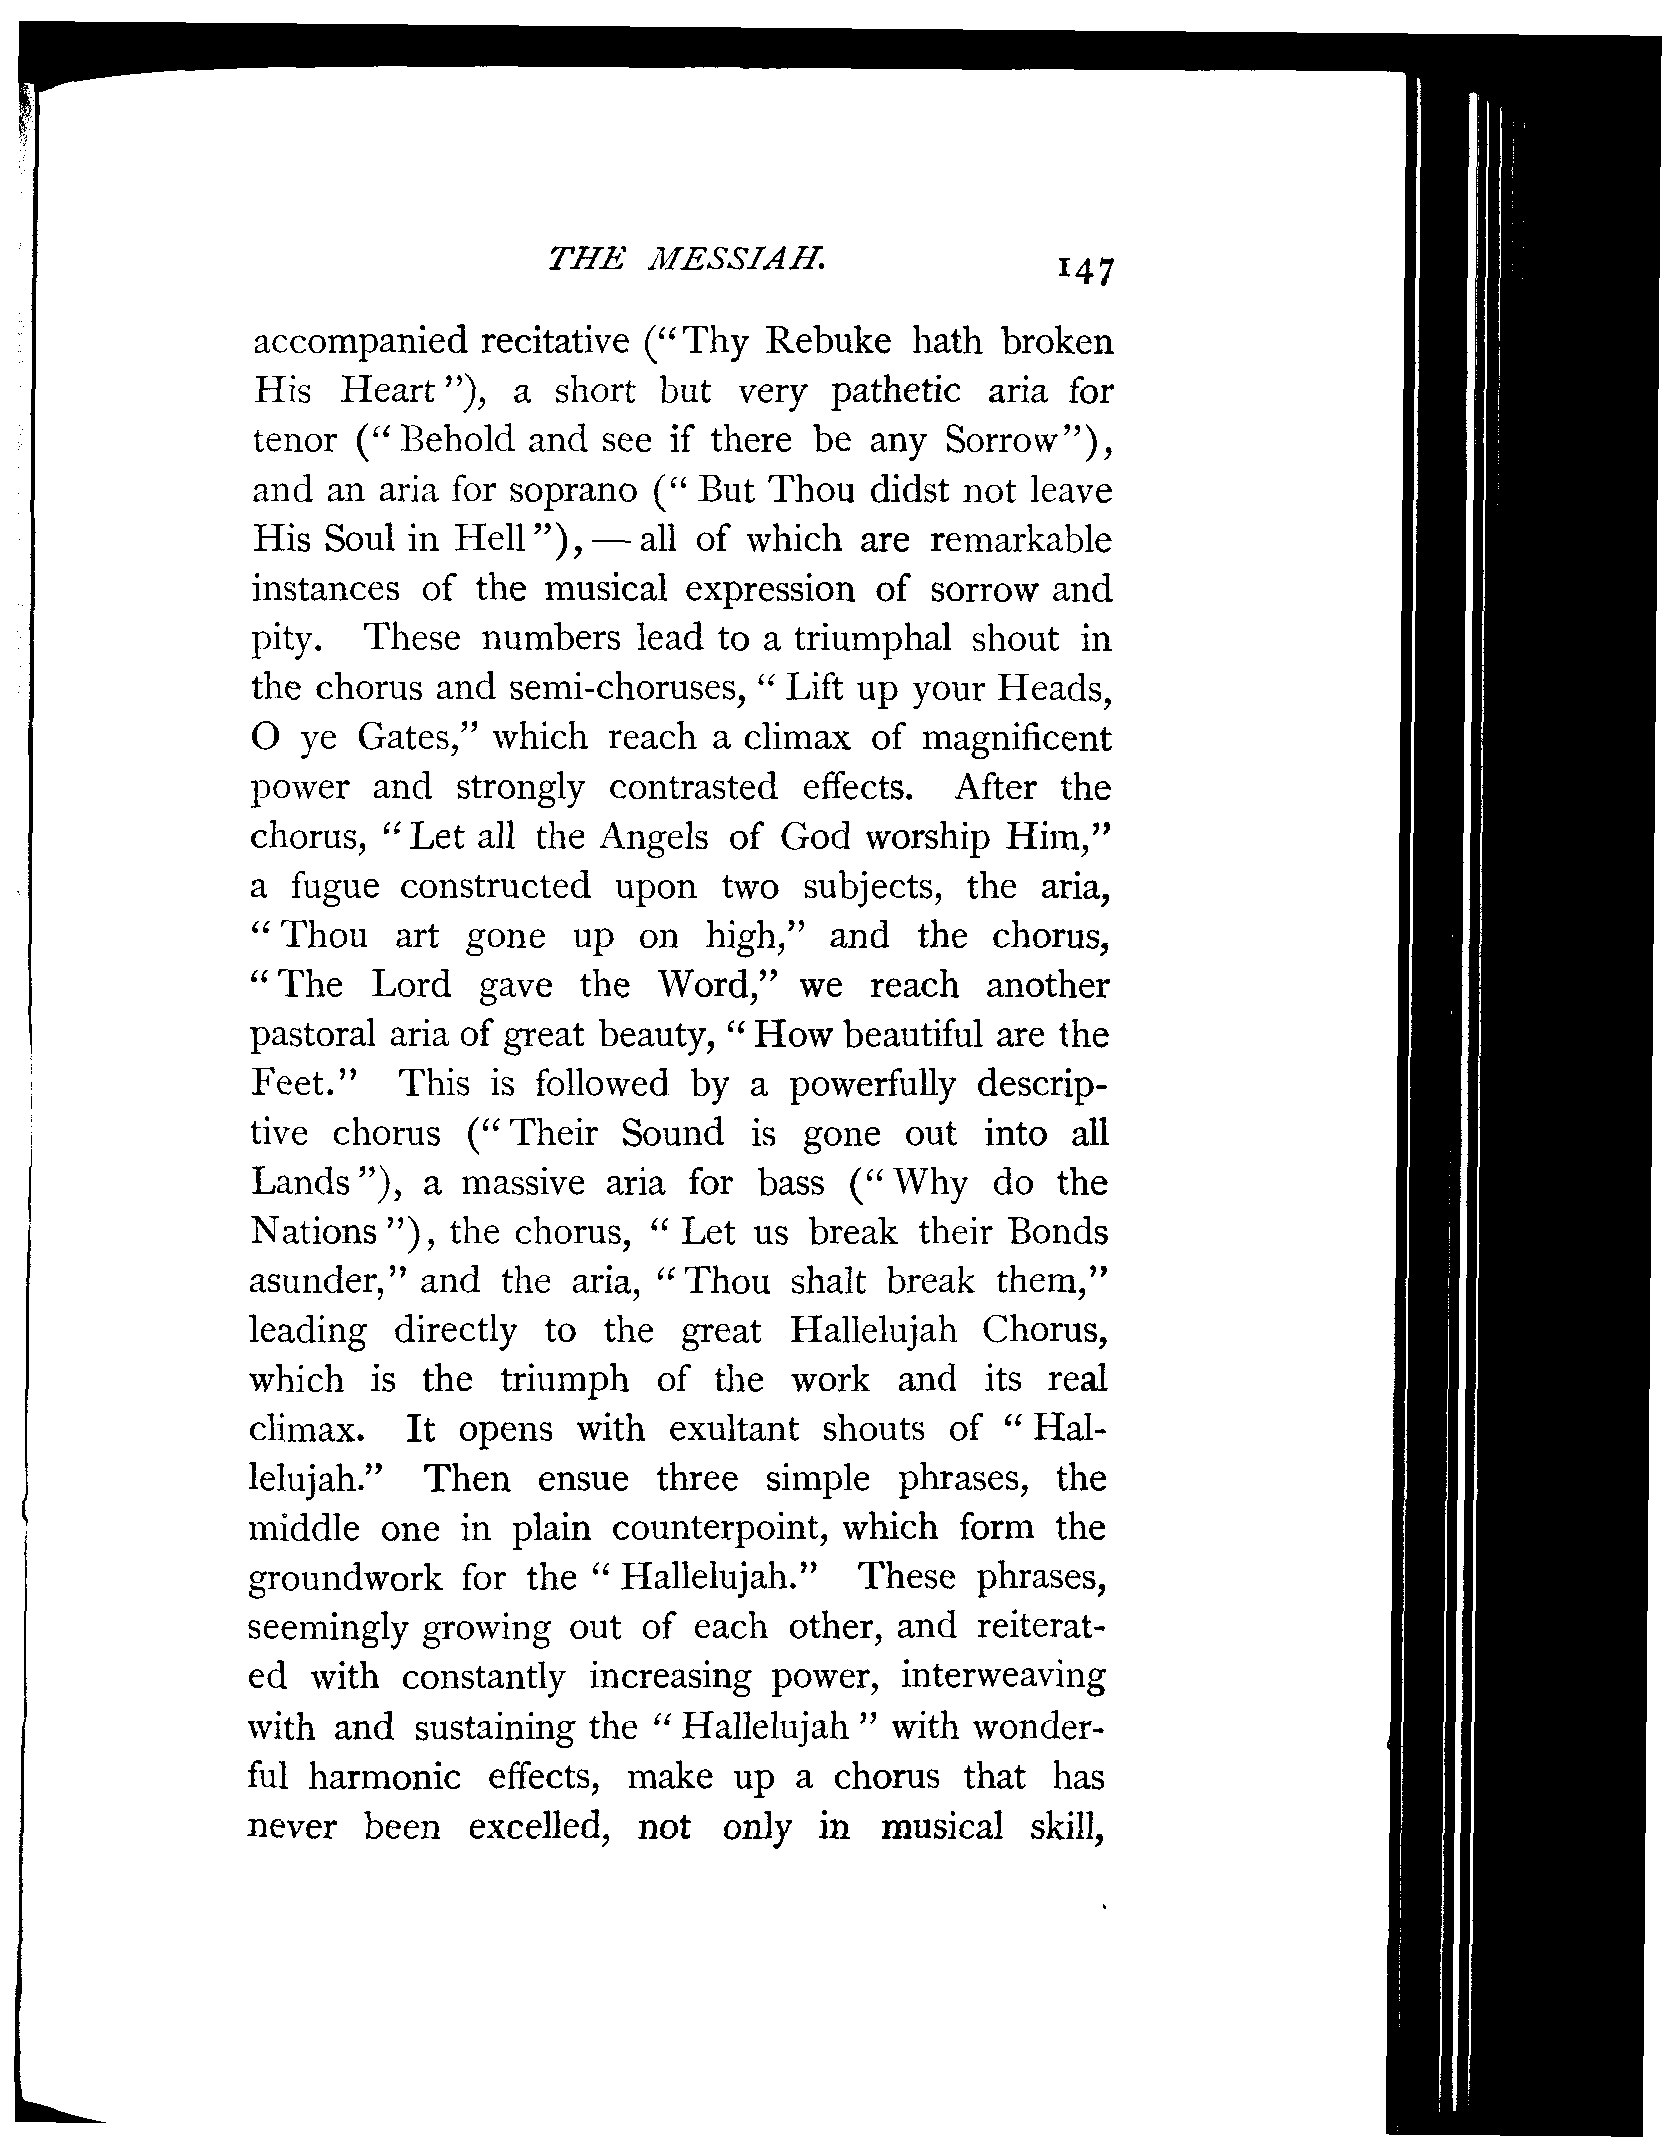 THE MESSIAH. 147
accompanied recitative (“Thy Rebuke hath broken
His Heart”), a short but very pathetic aria for
tenor (“Behold and see if there be any Sorrow”),
and an aria for soprano (“But Thou didst not leave
His Soul in Hell”), — all of which are remarkable
instances of the musical expression of sorrow and
pity. These numbers lead to a triumphal shout in
the chorus and semi-choruses, “Lift up your Heads,
O ye Gates,” which reach a climax of magnificent
power and strongly contrasted effects. After the
chorus, “Let all the Angels of God worship Him,”
a fugue constructed upon two subjects, the aria,
“Thou art gone up on high,” and the chorus,
“The Lord gave the Word,” we reach another
pastoral aria of great beauty, “How beautiful are the
Feet.” This is followed by a powerfully descrip-
tive chorus (“Their Sound is gone out into all
Lands”), a massive aria for bass (“Why do the
Nations”), the chorus, “Let us break their Bonds
asunder,” and the aria, “Thou shalt break them,”
leading directly to the great Hallelujah Chorus,
which is the triumph of the work and its real
climax. It opens with exultant shouts of “Hal-
lelujah.” Then ensue three simple phrases, the
middle one in plain counterpoint, which form the
groundwork for the “Hallelujah.” These phrases,
seemingly growing out of each other, and reiterat-
ed with constantly increasing power, interweaving
with and sustaining the “Hallelujah” with wonder-
ful harmonic effects, make up a chorus that has
never been excelled, not only in musical skill,